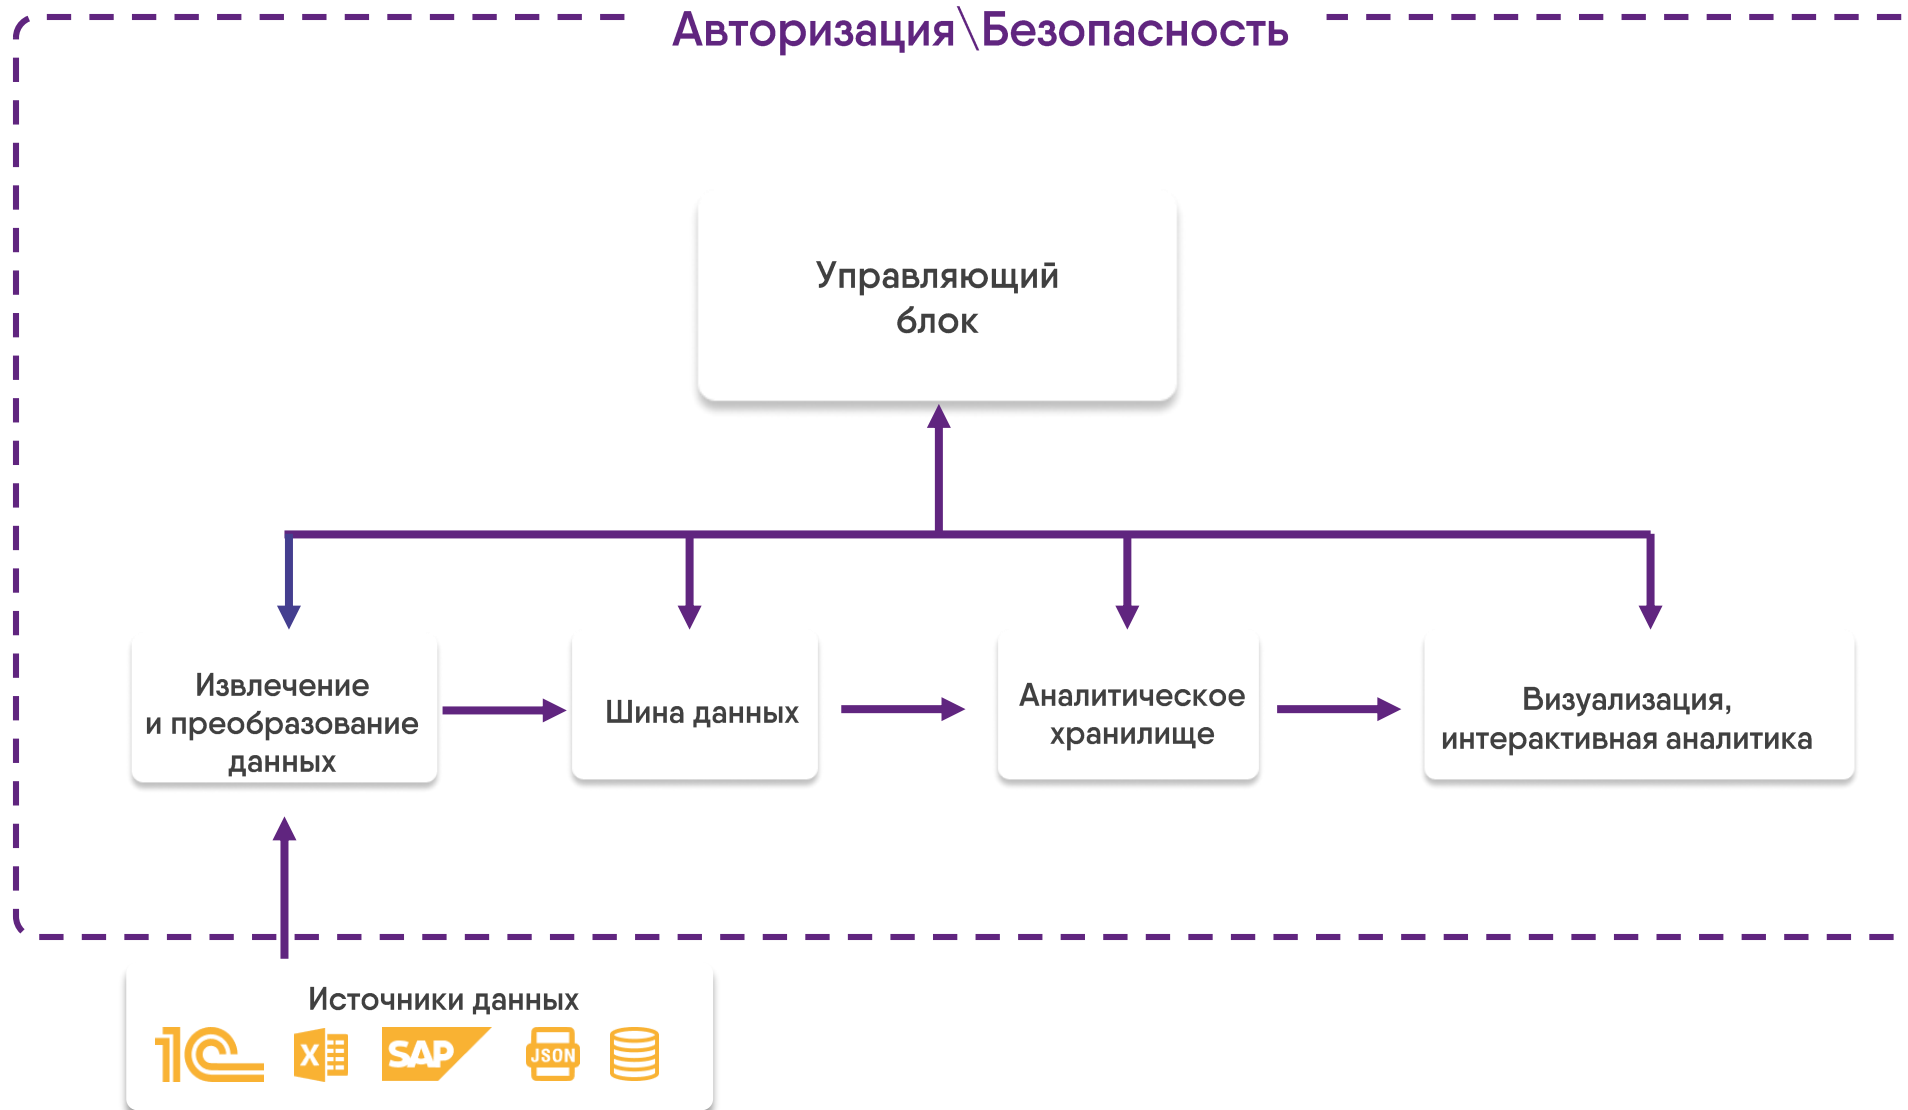 Авторизация\Безопасность
Управляющий
блок
Извлечение
и преобразование
данных
Шина данных
Аналитическое
хранилище
Визуализация,
интерактивная аналитика
Источники данных
1С
X
SAP
JSON